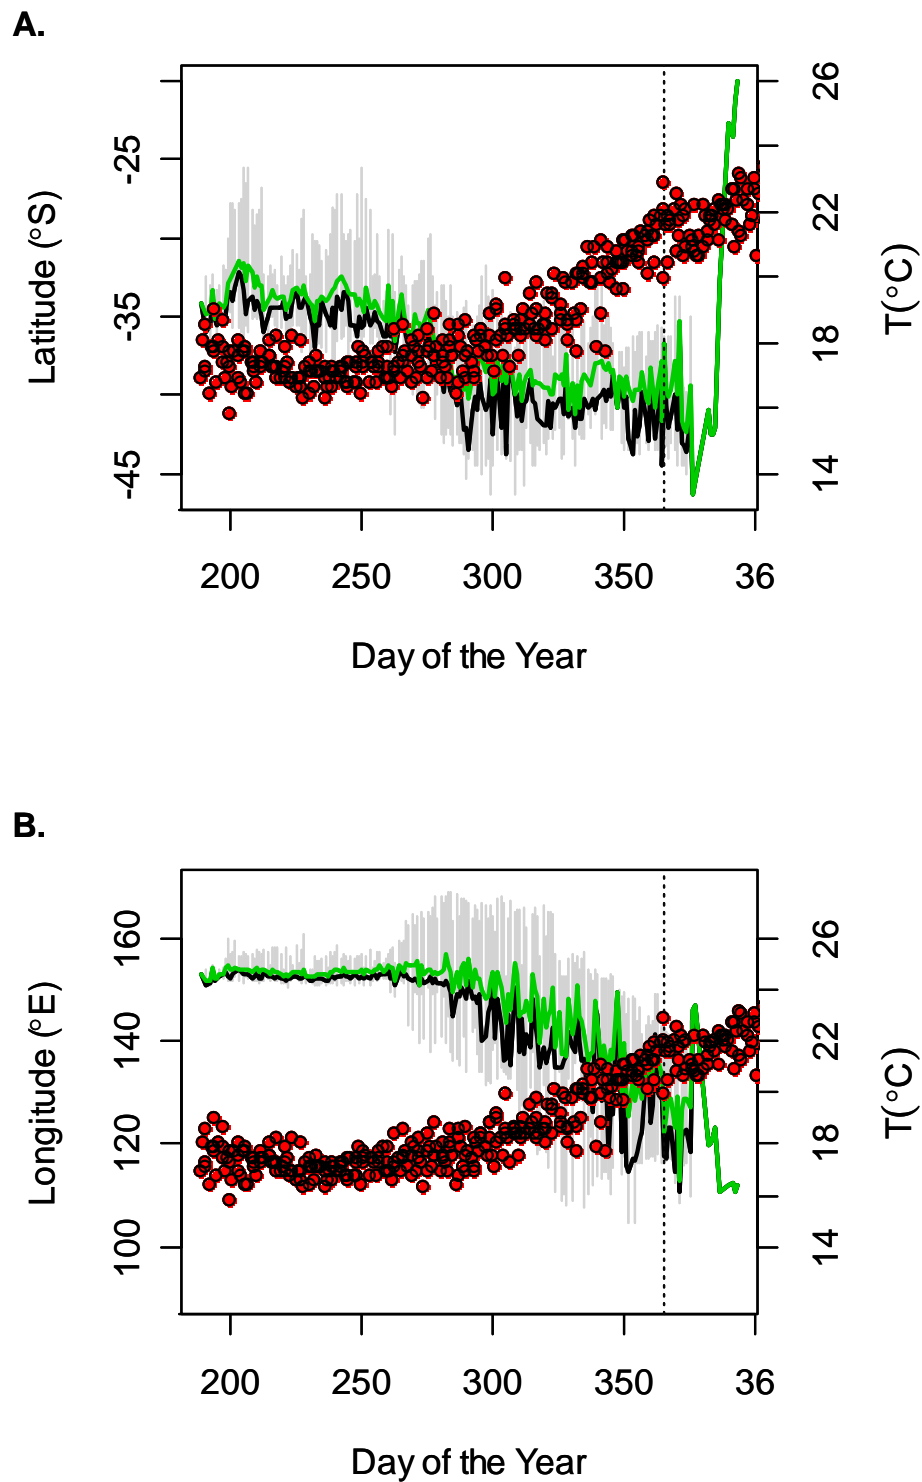 A.
26
-25
22
Latitude (°S)
-35
T(°C)
18
-45
14
200 250 300 350 36
Day of the Year
B.
160
26
140
22
Longitude (°E)
T(°C)
120
18
100
14
200 250 300 350 36
Day of the Year